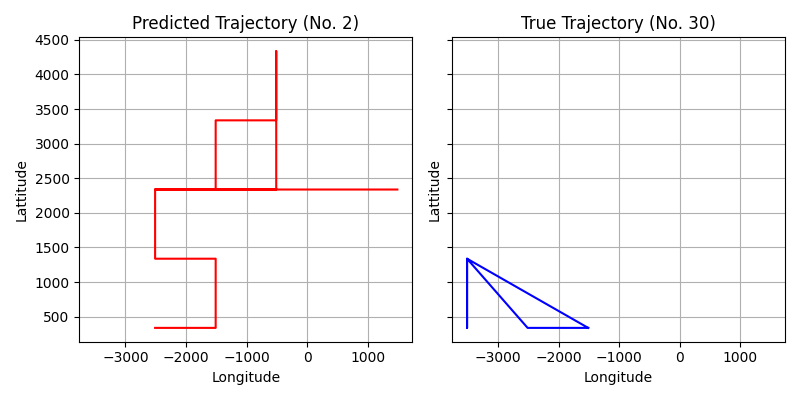 Predicted Trajectory (No. 2)
4500
4000
3500
3000
2500
2000
1500
1000
500
Lattitude
−3000 −2000 −1000 0 1000
Longitude
True Trajectory (No. 30)
Lattitude
−3000 −2000 −1000 0 1000
Longitude